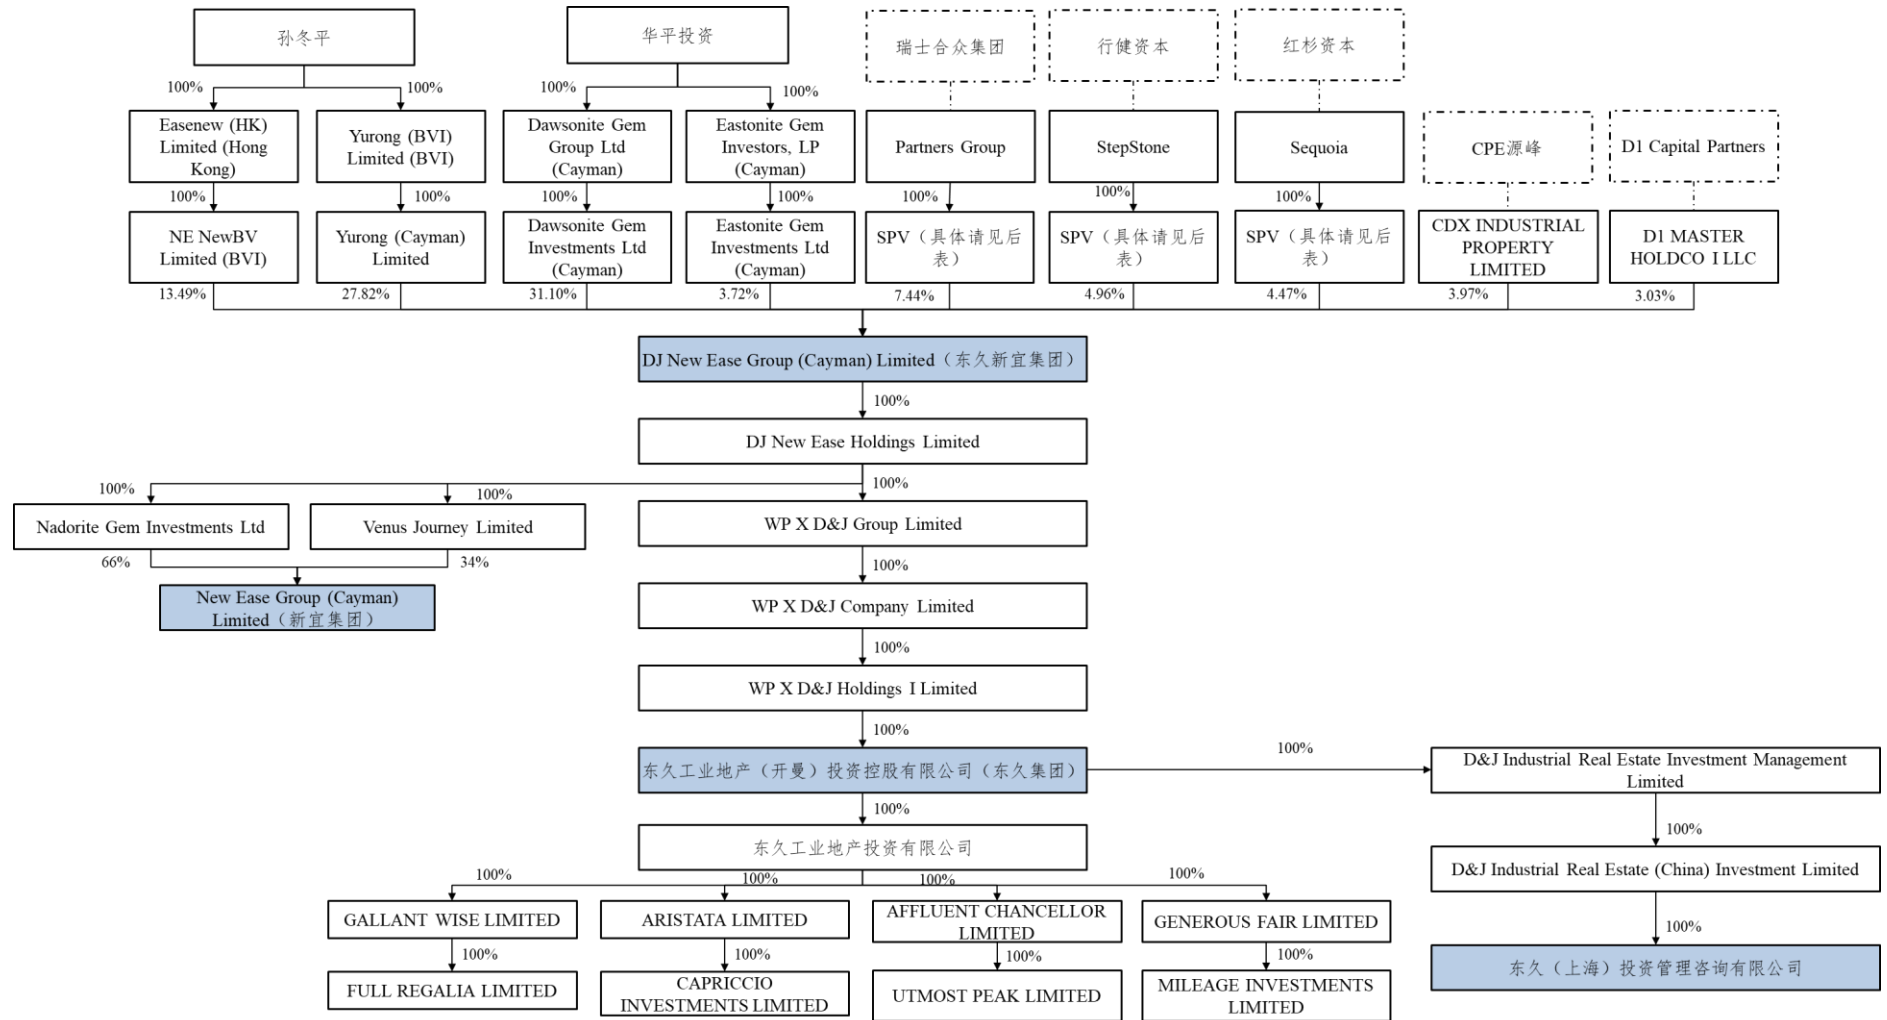 孙冬平
华平投资
瑞士合众集团
行健资本
红杉资本
100%
100%
100%
100%
Easenew (HK)
Limited (Hong
Kong)
Yurong (BVI)
Limited (BVI)
Dawsonite Gem
Group Ltd
(Cayman)
Eastonite Gem
Investors, LP
(Cayman)
Partners Group
StepStone
Sequoia
CPE源峰
D1 Capital Partners
100%
100%
100%
100%
100%
100%
100%
NE NewBV
Limited (BVI)
Yurong (Cayman)
Limited
Dawsonite Gem
Investments Ltd
(Cayman)
Eastonite Gem
Investments Ltd
(Cayman)
SPV（具体请见后
表）
SPV（具体请见后
表）
SPV（具体请见后
表）
CDX INDUSTRIAL
PROPERTY
LIMITED
D1 MASTER
HOLDCO I LLC
13.49%
27.82%
31.10%
3.72%
7.44%
4.96%
4.47%
3.97%
3.03%
DJ New Ease Group (Cayman) Limited（东久新宜集团）
100%
DJ New Ease Holdings Limited
100%
100%
100%
Nadorite Gem Investments Ltd
Venus Journey Limited
WP X D&J Group Limited
66%
34%
100%
New Ease Group (Cayman)
Limited（新宜集团）
WP X D&J Company Limited
100%
WP X D&J Holdings I Limited
100%
东久工业地产（开曼）投资控股有限公司（东久集团）
100%
D&J Industrial Real Estate Investment Management
Limited
100%
100%
东久工业地产投资有限公司
D&J Industrial Real Estate (China) Investment Limited
100%
100%
100%
100%
GALLANT WISE LIMITED
ARISTATA LIMITED
AFFLUENT CHANCELLOR
LIMITED
GENEROUS FAIR LIMITED
100%
100%
100%
100%
100%
FULL REGALIA LIMITED
CAPRICCIO
INVESTMENTS LIMITED
UTMOST PEAK LIMITED
MILEAGE INVESTMENTS
LIMITED
东久（上海）投资管理咨询有限公司